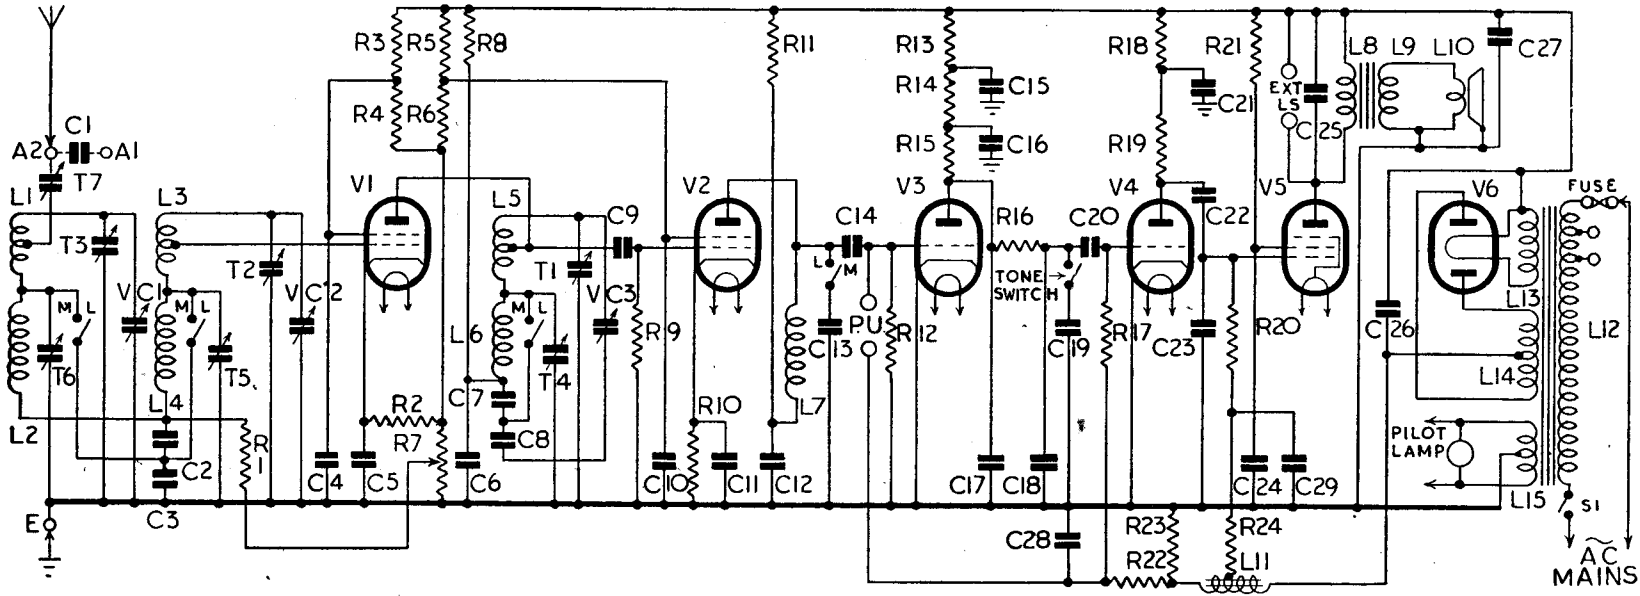 R3 R5 R8 R11 R13 R18 R21 L8 L9 L10 C27
R4 R6 R14 C15 C21 EXT LS C25
A2 C1 A1
T7
R15 C16 R19
L1 L3 V1 L5 C9 V2 C14 V3 R16 C20 V4 C22 V5 V6 FUSE
T3 T2 T1 L M TONE SWITCH
L13
M L VC1 M L VC2 L6 M L VC3 R9 C13 P.U. R12 C19 R17 C23 R20 C26 L12
T6 T5 C7 T4 L7 L14
L2 L4 R2 R10
R7 C8 PILOT LAMP
R1 C2
C4 C5 C6 C10 C11 C12 C17 C18 C24 C29 L15
E C3 S1
C28 R23 R24
R22 L11
AC MAINS